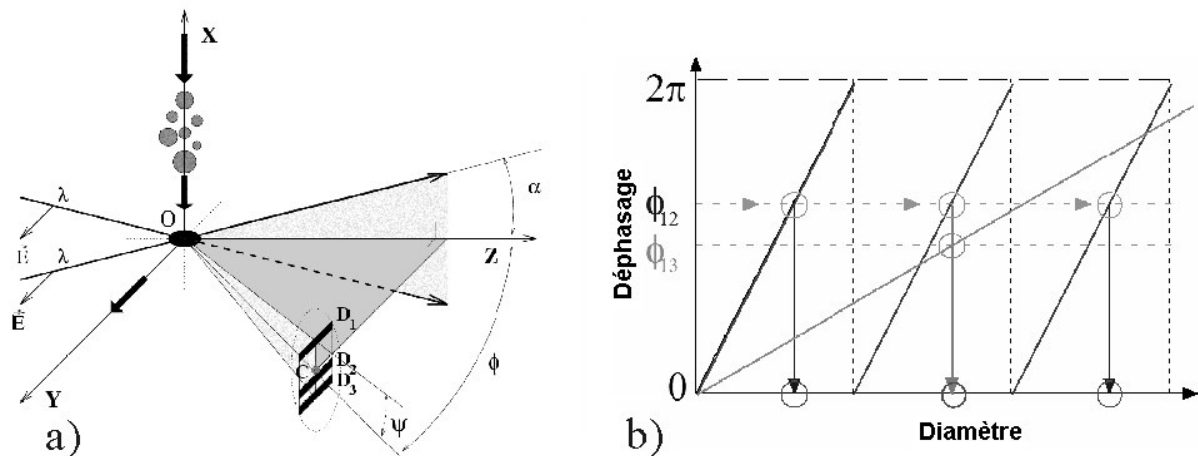 X
λ
O
α
É
λ
Z
É
D1
C
D2
D3
φ
Y
ψ
a)
2π
Déphasage
ϕ12
ϕ13
0
Diamètre
b)